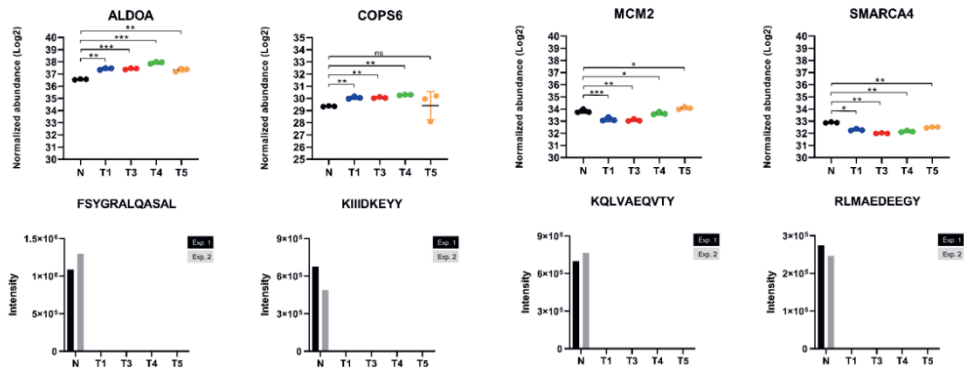 ALDOA
Normalized abundance (Log2)
40
39
38
37
36
35
34
33
32
31
30
**
***
***
**
N T1 T3 T4 T5
COPS6
Normalized abundance (Log2)
40
39
38
37
36
35
34
33
32
31
30
29
28
27
26
25
ns
**
**
**
N T1 T3 T4 T5
MCM2
Normalized abundance (Log2)
40
39
38
37
36
35
34
33
32
31
30
*
*
**
***
N T1 T3 T4 T5
SMARCA4
Normalized abundance (Log2)
40
39
38
37
36
35
34
33
32
31
30
**
**
**
*
N T1 T3 T4 T5
FSYGRALQASAL
Intensity
1.5×10⁶
1×10⁶
5×10⁵
0
Exp. 1
Exp. 2
N T1 T3 T4 T5
KIIIDKEYY
Intensity
9×10⁵
6×10⁵
3×10⁵
0
Exp. 1
Exp. 2
N T1 T3 T4 T5
KQLVAEQVTY
Intensity
9×10⁵
6×10⁵
3×10⁵
0
Exp. 1
Exp. 2
N T1 T3 T4 T5
RLMAEDEEGY
Intensity
3×10⁵
2×10⁵
1×10⁵
0
Exp. 1
Exp. 2
N T1 T3 T4 T5